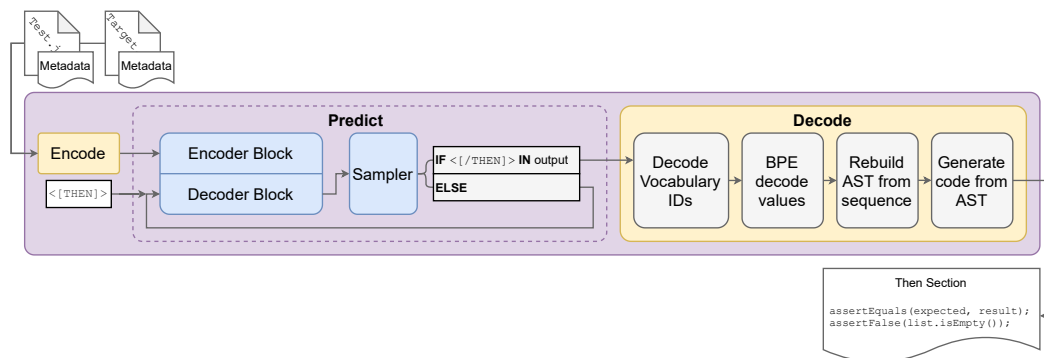 Test.j
Target
Metadata
Metadata
Predict
Decode
Encode
<[THEN]>
Encoder Block
Decoder Block
Sampler
IF <[/THEN]> IN output
ELSE
Decode
Vocabulary
IDs
BPE
decode
values
Rebuild
AST from
sequence
Generate
code from
AST
Then Section
assertEquals(expected, result);
assertFalse(list.isEmpty());